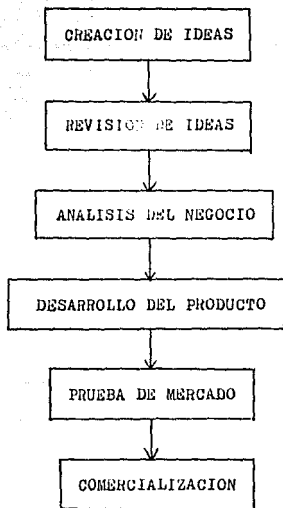 CREACION DE IDEAS
REVISION DE IDEAS
ANALISIS DEL NEGOCIO
DESARROLLO DEL PRODUCTO
PRUEBA DE MERCADO
COMERCIALIZACION